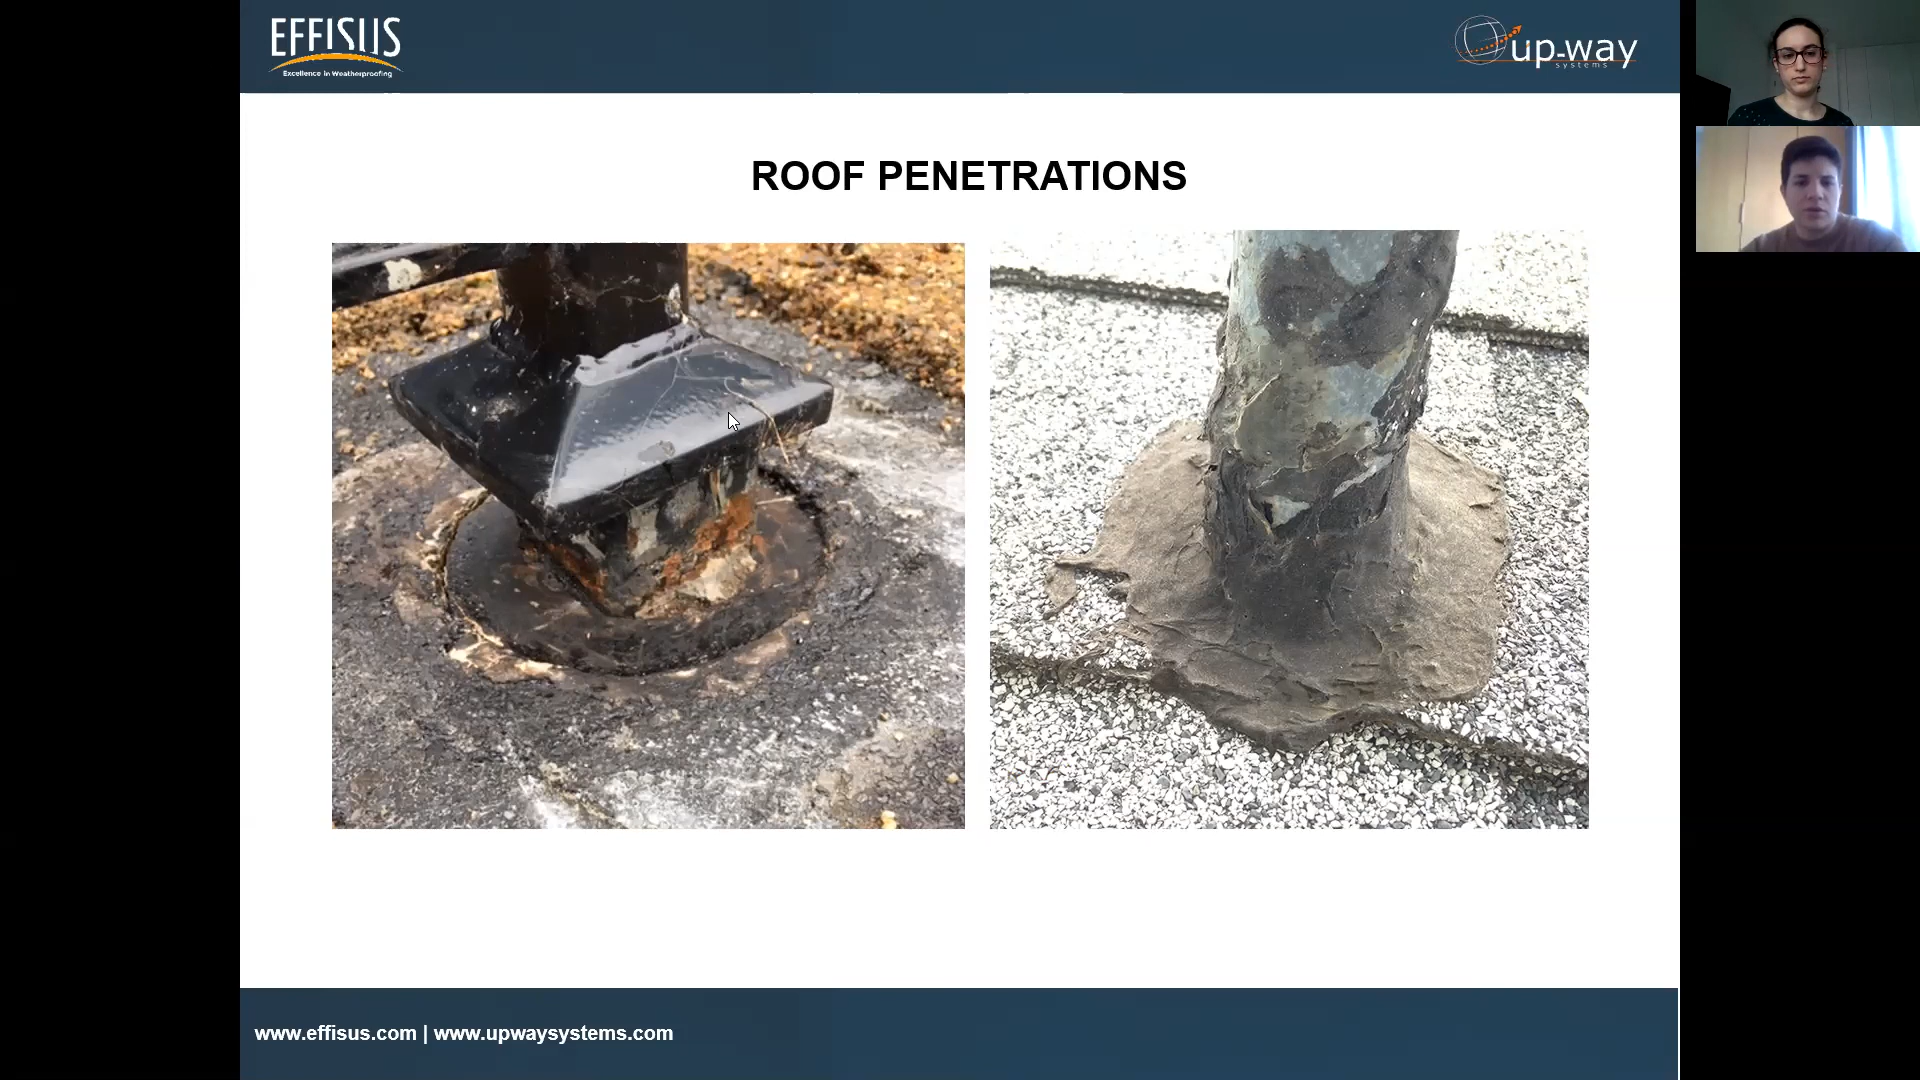 EFFISUS
Excellence in Weatherproofing
up-way
systems
ROOF PENETRATIONS
www.effisus.com | www.upwaysystems.com